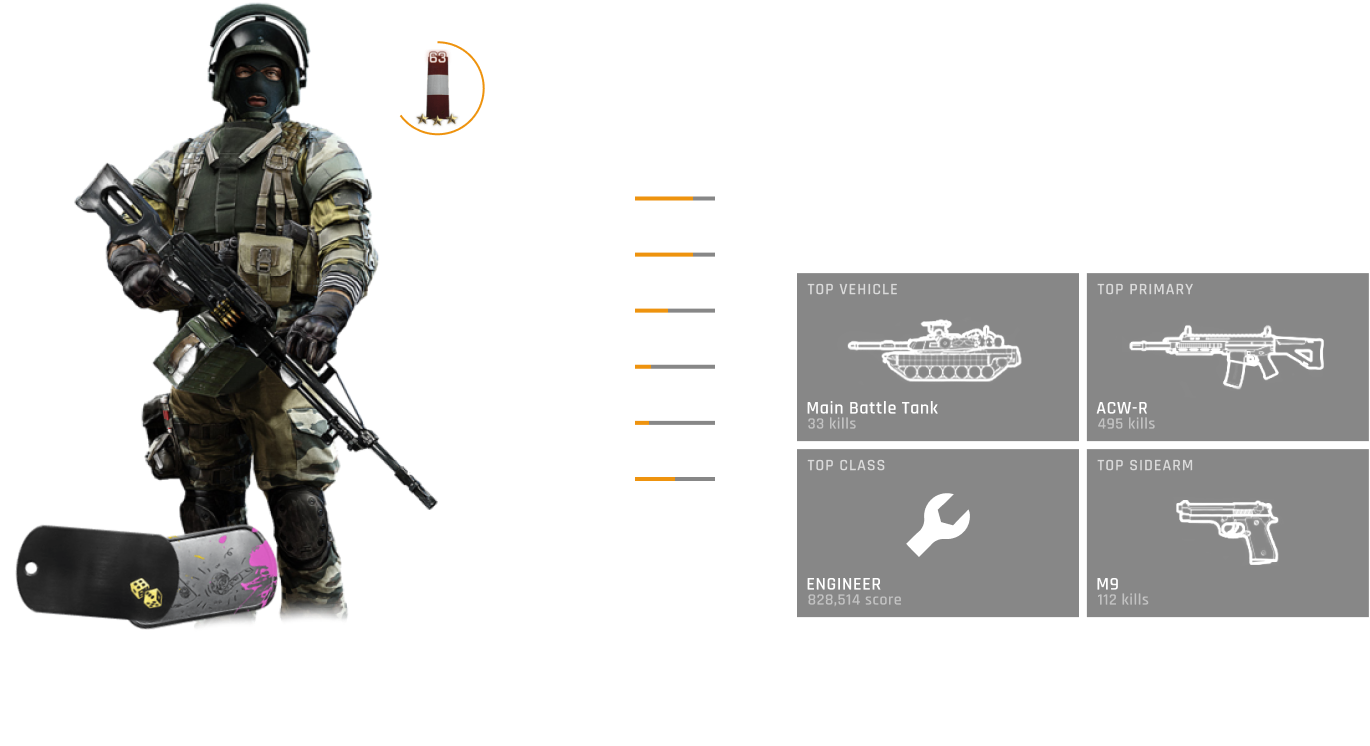 63
TOP VEHICLE
Main Battle Tank
33 kills
TOP PRIMARY
ACW-R
495 kills
TOP CLASS
ENGINEER
828,514 score
TOP SIDEARM
M9
112 kills